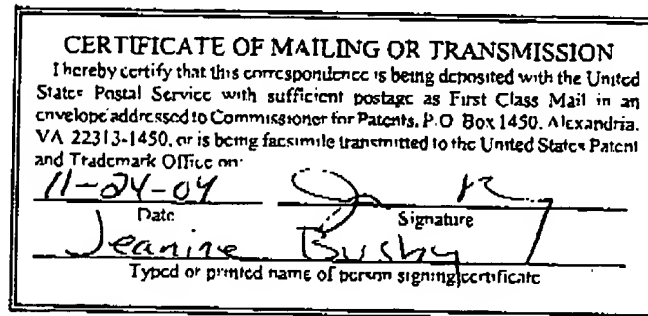 CERTIFICATE OF MAILING OR TRANSMISSION
I hereby certify that this correspondence is being deposited with the United
States Postal Service with sufficient postage as First Class Mail in an
envelope addressed to Commissioner for Patents, P.O. Box 1450, Alexandria,
VA 22313-1450, or is being facsimile transmitted to the United States Patent
and Trademark Office on:
11-24-04
Date Signature
Jeanine Busby
Typed or printed name of person signing certificate